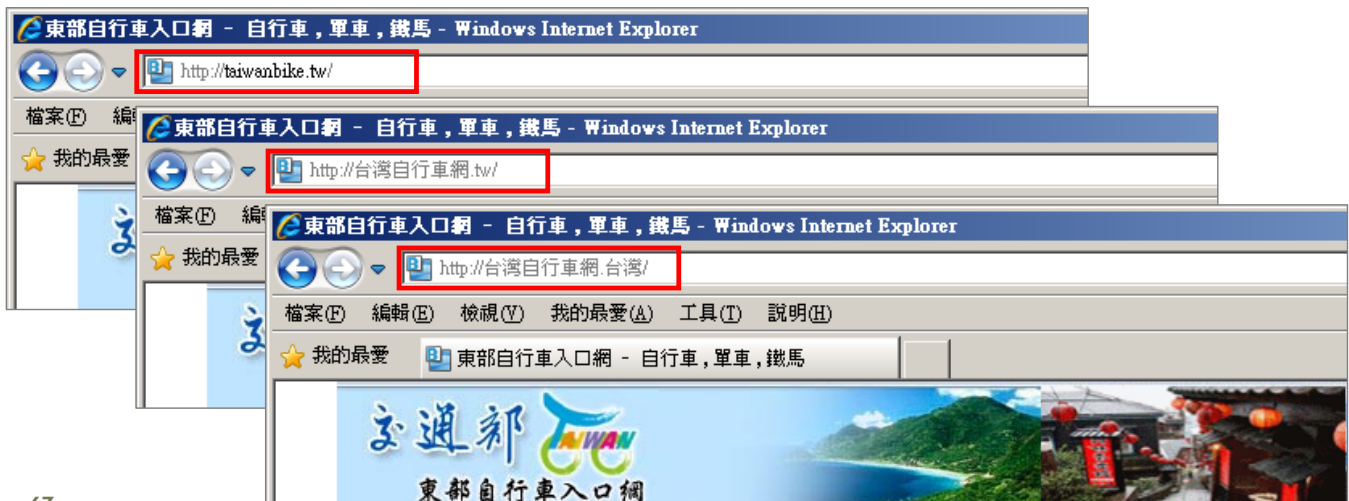 東部自行車入口網 - 自行車,單車,鐵馬 - Windows Internet Explorer
http://taiwanbike.tw/
檔案(F)
我的最愛
東部自行車入口網 - 自行車,單車,鐵馬 - Windows Internet Explorer
http://台灣自行車網.tw/
檔案(F)
我的最愛
東部自行車入口網 - 自行車,單車,鐵馬 - Windows Internet Explorer
http://台灣自行車網.台灣/
檔案(F) 編輯(E) 檢視(V) 我的最愛(A) 工具(T) 說明(H)
我的最愛 東部自行車入口網 - 自行車,單車,鐵馬
交通部 TAIWAN
東部自行車入口網